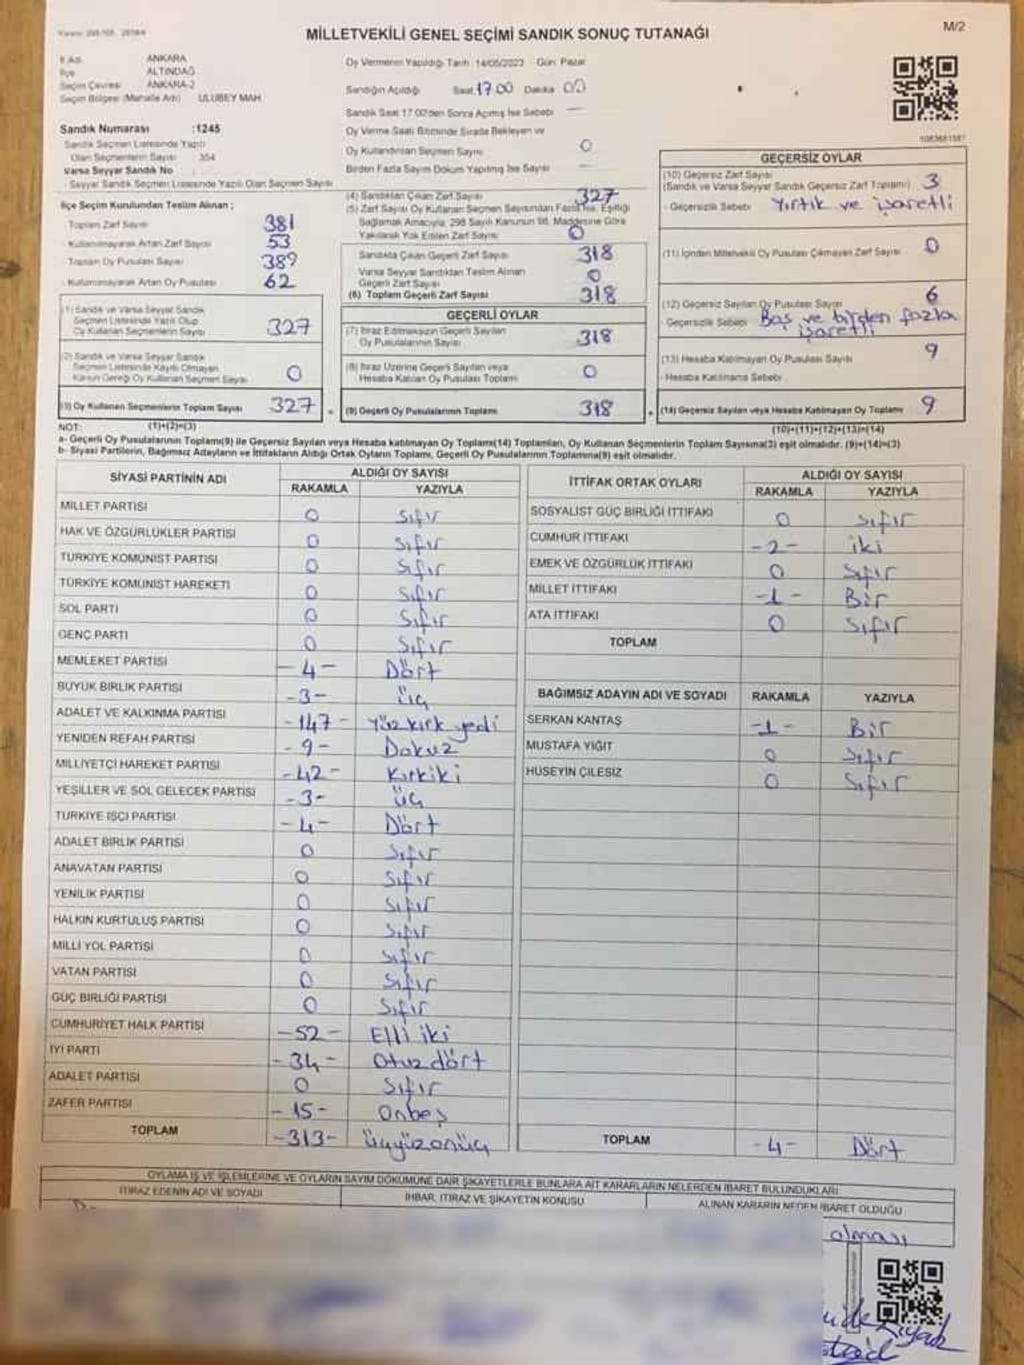 MİLLETVEKİLİ GENEL SEÇİMİ SANDIK SONUÇ TUTANAĞI
M/2
İl Adı ANKARA
İlçe ALTINDAĞ
Seçim Çevresi ANKARA-2
Seçim Bölgesi (Mahalle Adı) ULUBEY MAH.
Sandık Numarası :1245
Sandık Seçmen Listesinde Yazılı
Olan Seçmenlerin Sayısı 354
Varsa Seyyar Sandık No
- Seyyar Sandık Seçmen Listesinde Yazılı Olan Seçmen Sayısı
İlçe Seçim Kurulundan Teslim Alınan ;
- Toplam Zarf Sayısı 381
- Kullanılmayarak Artan Zarf Sayısı 53
- Toplam Oy Pusulası Sayısı 389
- Kullanılmayarak Artan Oy Pusulası 62
(1) Sandık ve Varsa Seyyar Sandık
Seçmen Listesinde Yazılı Olup
Oy Kullanan Seçmenlerin Sayısı 327
(2) Sandık ve Varsa Seyyar Sandık
Seçmen Listesinde Kayıtlı Olmayan
Kanun Gereği Oy Kullanan Seçmen Sayısı 0
(3) Oy Kullanan Seçmenlerin Toplam Sayısı 327
(1)+(2)=(3)
Oy Vermenin Yapıldığı Tarih :14/05/2023 Gün: Pazar
Sandığın Açıldığı Saat 17 00 Dakika 00
Sandık Saat 17:00'den Sonra Açılmış İse Sebebi —
Oy Verme Saati Bitiminde Sırada Bekleyen ve
Oy Kullandırılan Seçmen Sayısı 0
Birden Fazla Sayım Döküm Yapılmış İse Sayısı —
(4) Sandıktan Çıkan Zarf Sayısı 327
(5) Zarf Sayısı Oy Kullanan Seçmen Sayısından Fazla İse, Eşitliği
Sağlamak Amacıyla; 298 Sayılı Kanunun 98. Maddesine Göre
Yakılarak Yok Edilen Zarf Sayısı 0
Sandıkta Çıkan Geçerli Zarf Sayısı 318
Varsa Seyyar Sandıktan Teslim Alınan
Geçerli Zarf Sayısı 0
(6) Toplam Geçerli Zarf Sayısı 318
GEÇERLİ OYLAR
(7) İtiraz Edilmeksizin Geçerli Sayılan
Oy Pusulalarının Sayısı 318
(8) İtiraz Üzerine Geçerli Sayılan veya
Hesaba Katılan Oy Pusulası Toplamı 0
(9) Geçerli Oy Pusulalarının Toplamı 318
GEÇERSİZ OYLAR
(10) Geçersiz Zarf Sayısı
(Sandık ve Varsa Seyyar Sandık Geçersiz Zarf Toplamı) 3
- Geçersizlik Sebebi Yırtık ve işaretli
(11) İçinden Milletvekili Oy Pusulası Çıkmayan Zarf Sayısı 0
(12) Geçersiz Sayılan Oy Pusulası Sayısı 6
- Geçersizlik Sebebi Boş ve birden fazla
işaretli
(13) Hesaba Katılmayan Oy Pusulası Sayısı 9
- Hesaba Katılmama Sebebi
(14) Geçersiz Sayılan veya Hesaba Katılmayan Oy Toplamı 9
(10)+(11)+(12)+(13)=(14)
NOT:
a- Geçerli Oy Pusulalarının Toplamı(9) ile Geçersiz Sayılan veya Hesaba katılmayan Oy Toplamı(14) Toplamları, Oy Kullanan Seçmenlerin Toplam Sayısına(3) eşit olmalıdır. (9)+(14)=(3)
b- Siyasi Partilerin, Bağımsız Adayların ve İttifakların Aldığı Ortak Oyların Toplamı, Geçerli Oy Pusulalarının Toplamına(9) eşit olmalıdır.
SİYASİ PARTİNİN ADI ALDIĞI OY SAYISI
RAKAMLA YAZIYLA
MİLLET PARTİSİ 0 Sıfır
HAK VE ÖZGÜRLÜKLER PARTİSİ 0 Sıfır
TÜRKİYE KOMÜNİST PARTİSİ 0 Sıfır
TÜRKİYE KOMÜNİST HAREKETİ 0 Sıfır
SOL PARTİ 0 Sıfır
GENÇ PARTİ 0 Sıfır
MEMLEKET PARTİSİ -4- Dört
BÜYÜK BİRLİK PARTİSİ -3- üç
ADALET VE KALKINMA PARTİSİ -147- Yüz kırk yedi
YENİDEN REFAH PARTİSİ -9- Dokuz
MİLLİYETÇİ HAREKET PARTİSİ -42- Kırkiki
YEŞİLLER VE SOL GELECEK PARTİSİ -3- üç
TÜRKİYE İŞÇİ PARTİSİ -4- Dört
ADALET BİRLİK PARTİSİ 0 Sıfır
ANAVATAN PARTİSİ 0 Sıfır
YENİLİK PARTİSİ 0 Sıfır
HALKIN KURTULUŞ PARTİSİ 0 Sıfır
MİLLİ YOL PARTİSİ 0 Sıfır
VATAN PARTİSİ 0 Sıfır
GÜÇ BİRLİĞİ PARTİSİ 0 Sıfır
CUMHURİYET HALK PARTİSİ -52- Elli iki
İYİ PARTİ -34- Otuz dört
ADALET PARTİSİ 0 Sıfır
ZAFER PARTİSİ -15- Onbeş
TOPLAM -313- üçyüzonüç
İTTİFAK ORTAK OYLARI ALDIĞI OY SAYISI
RAKAMLA YAZIYLA
SOSYALİST GÜÇ BİRLİĞİ İTTİFAKI 0 Sıfır
CUMHUR İTTİFAKI -2- iki
EMEK VE ÖZGÜRLÜK İTTİFAKI 0 Sıfır
MİLLET İTTİFAKI -1- Bir
ATA İTTİFAKI 0 Sıfır
TOPLAM
BAĞIMSIZ ADAYIN ADI VE SOYADI RAKAMLA YAZIYLA
SERKAN KANTAŞ -1- Bir
MUSTAFA YİĞİT 0 Sıfır
HÜSEYİN ÇİLESİZ 0 Sıfır
TOPLAM -4- Dört
OYLAMA İŞ VE İŞLEMLERİNE VE OYLARIN SAYIM DÖKÜMÜNE DAİR ŞİKAYETLERLE BUNLARA AİT KARARLARIN NELERDEN İBARET BULUNDUKLARI
İTİRAZ EDENİN ADI VE SOYADI İHBAR, İTİRAZ VE ŞİKAYETİN KONUSU ALINAN KARARIN NEDEN İBARET OLDUĞU
olması